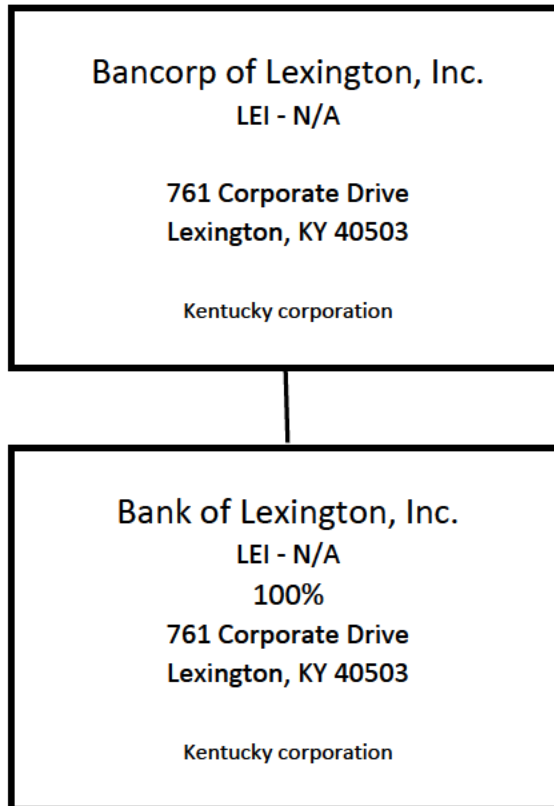 Bancorp of Lexington, Inc.
LEI - N/A
761 Corporate Drive
Lexington, KY 40503
Kentucky corporation
Bank of Lexington, Inc.
LEI - N/A
100%
761 Corporate Drive
Lexington, KY 40503
Kentucky corporation